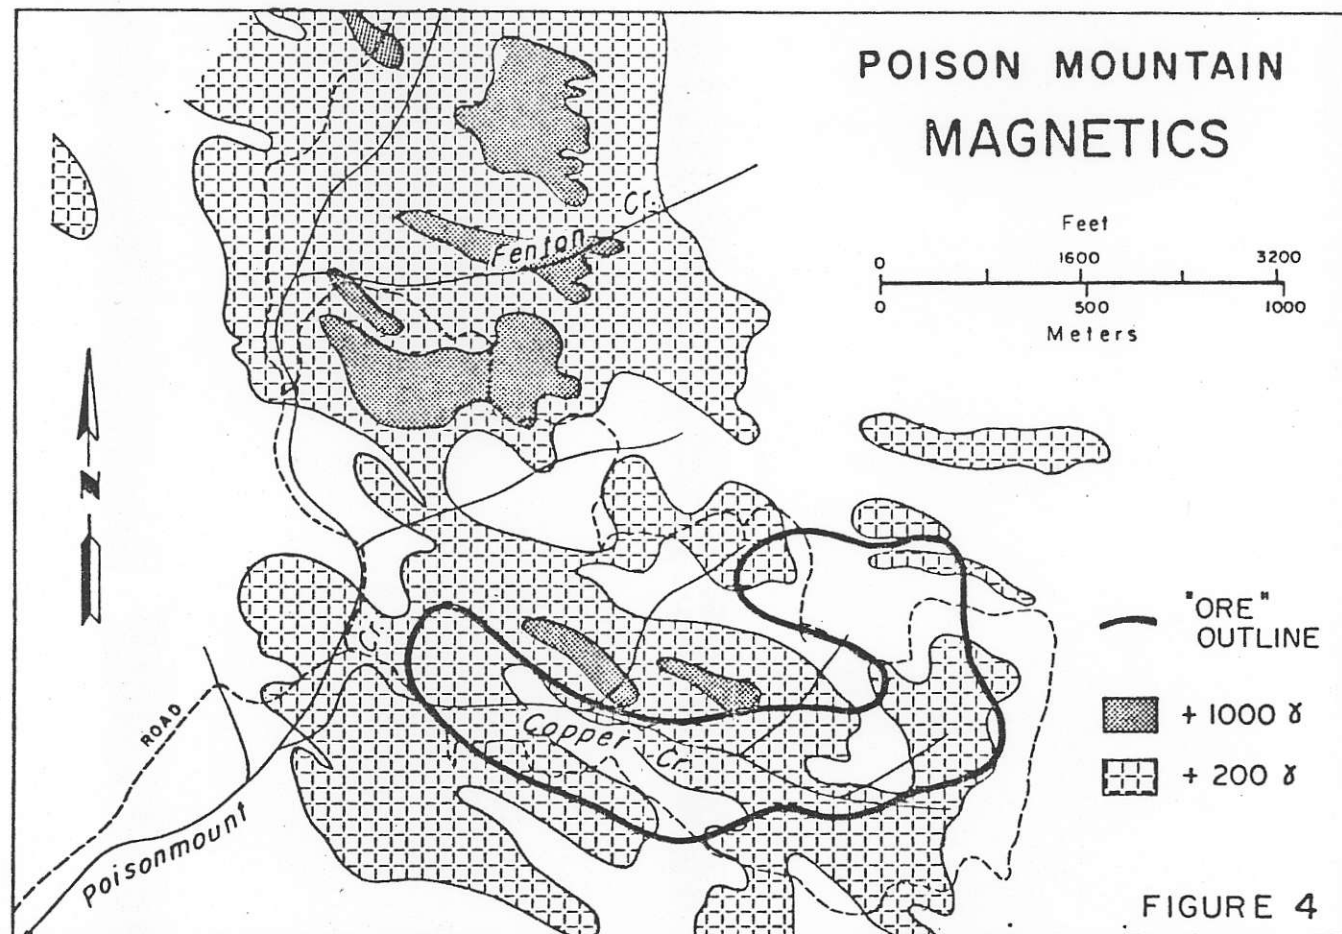 POISON MOUNTAIN
MAGNETICS
Feet
0 1600 3200
0 500 1000
Meters
Fenton Cr.
N
"ORE"
OUTLINE
+ 1000 γ
+ 200 γ
Cr.
ROAD
Copper Cr.
Poisonmount
FIGURE 4